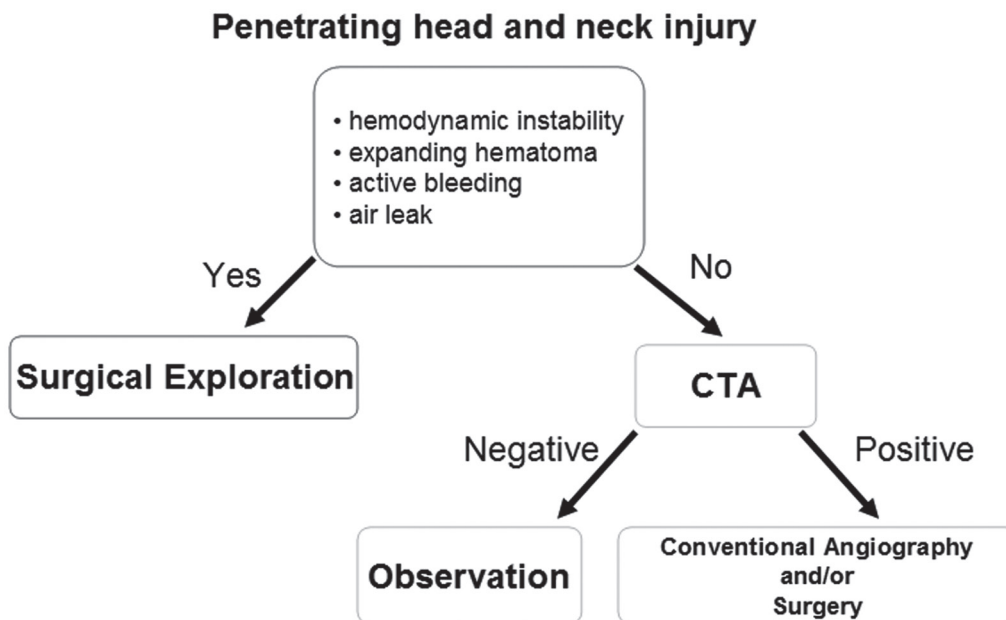 Penetrating head and neck injury
• hemodynamic instability
• expanding hematoma
• active bleeding
• air leak
Yes
No
Surgical Exploration
CTA
Negative
Positive
Observation
Conventional Angiography
and/or
Surgery